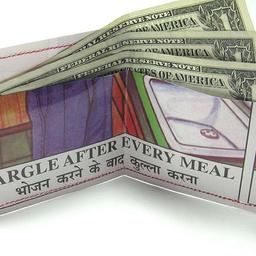 FEDERAL RESERVE NOTE
OF AMERICA
FEDERAL RESERVE NOTE
OF AMERICA
FEDERAL RESERVE NOTE
STATES OF AMERICA
ARGLE AFTER EVERY MEAL
भोजन करने के बाद कुल्ला करना